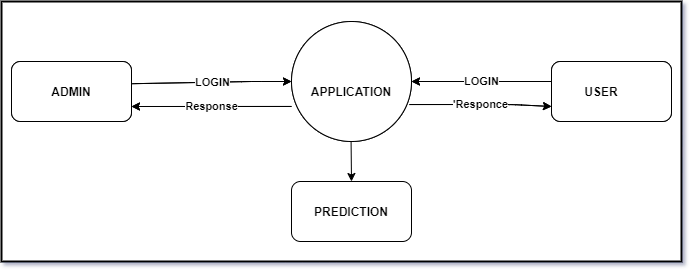 LOGIN
LOGIN
ADMIN
APPLICATION
USER
Response
'Responce
PREDICTION